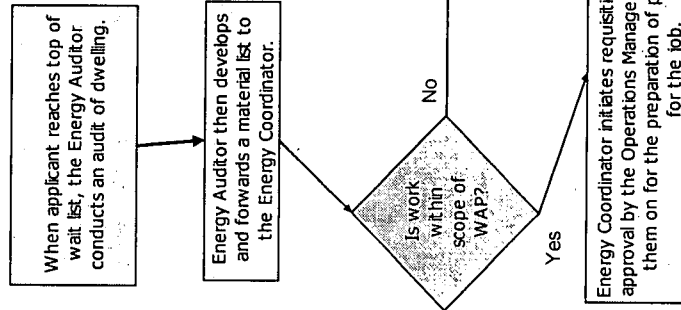 When applicant reaches top of
wait list, the Energy Auditor
conducts an audit of dwelling.
Energy Auditor then develops
and forwards a material list to
the Energy Coordinator.
Is work
within
scope of
WAP?
No
Yes
Energy Coordinator initiates
approval by the Operations
them on for the preparation of
for the job.